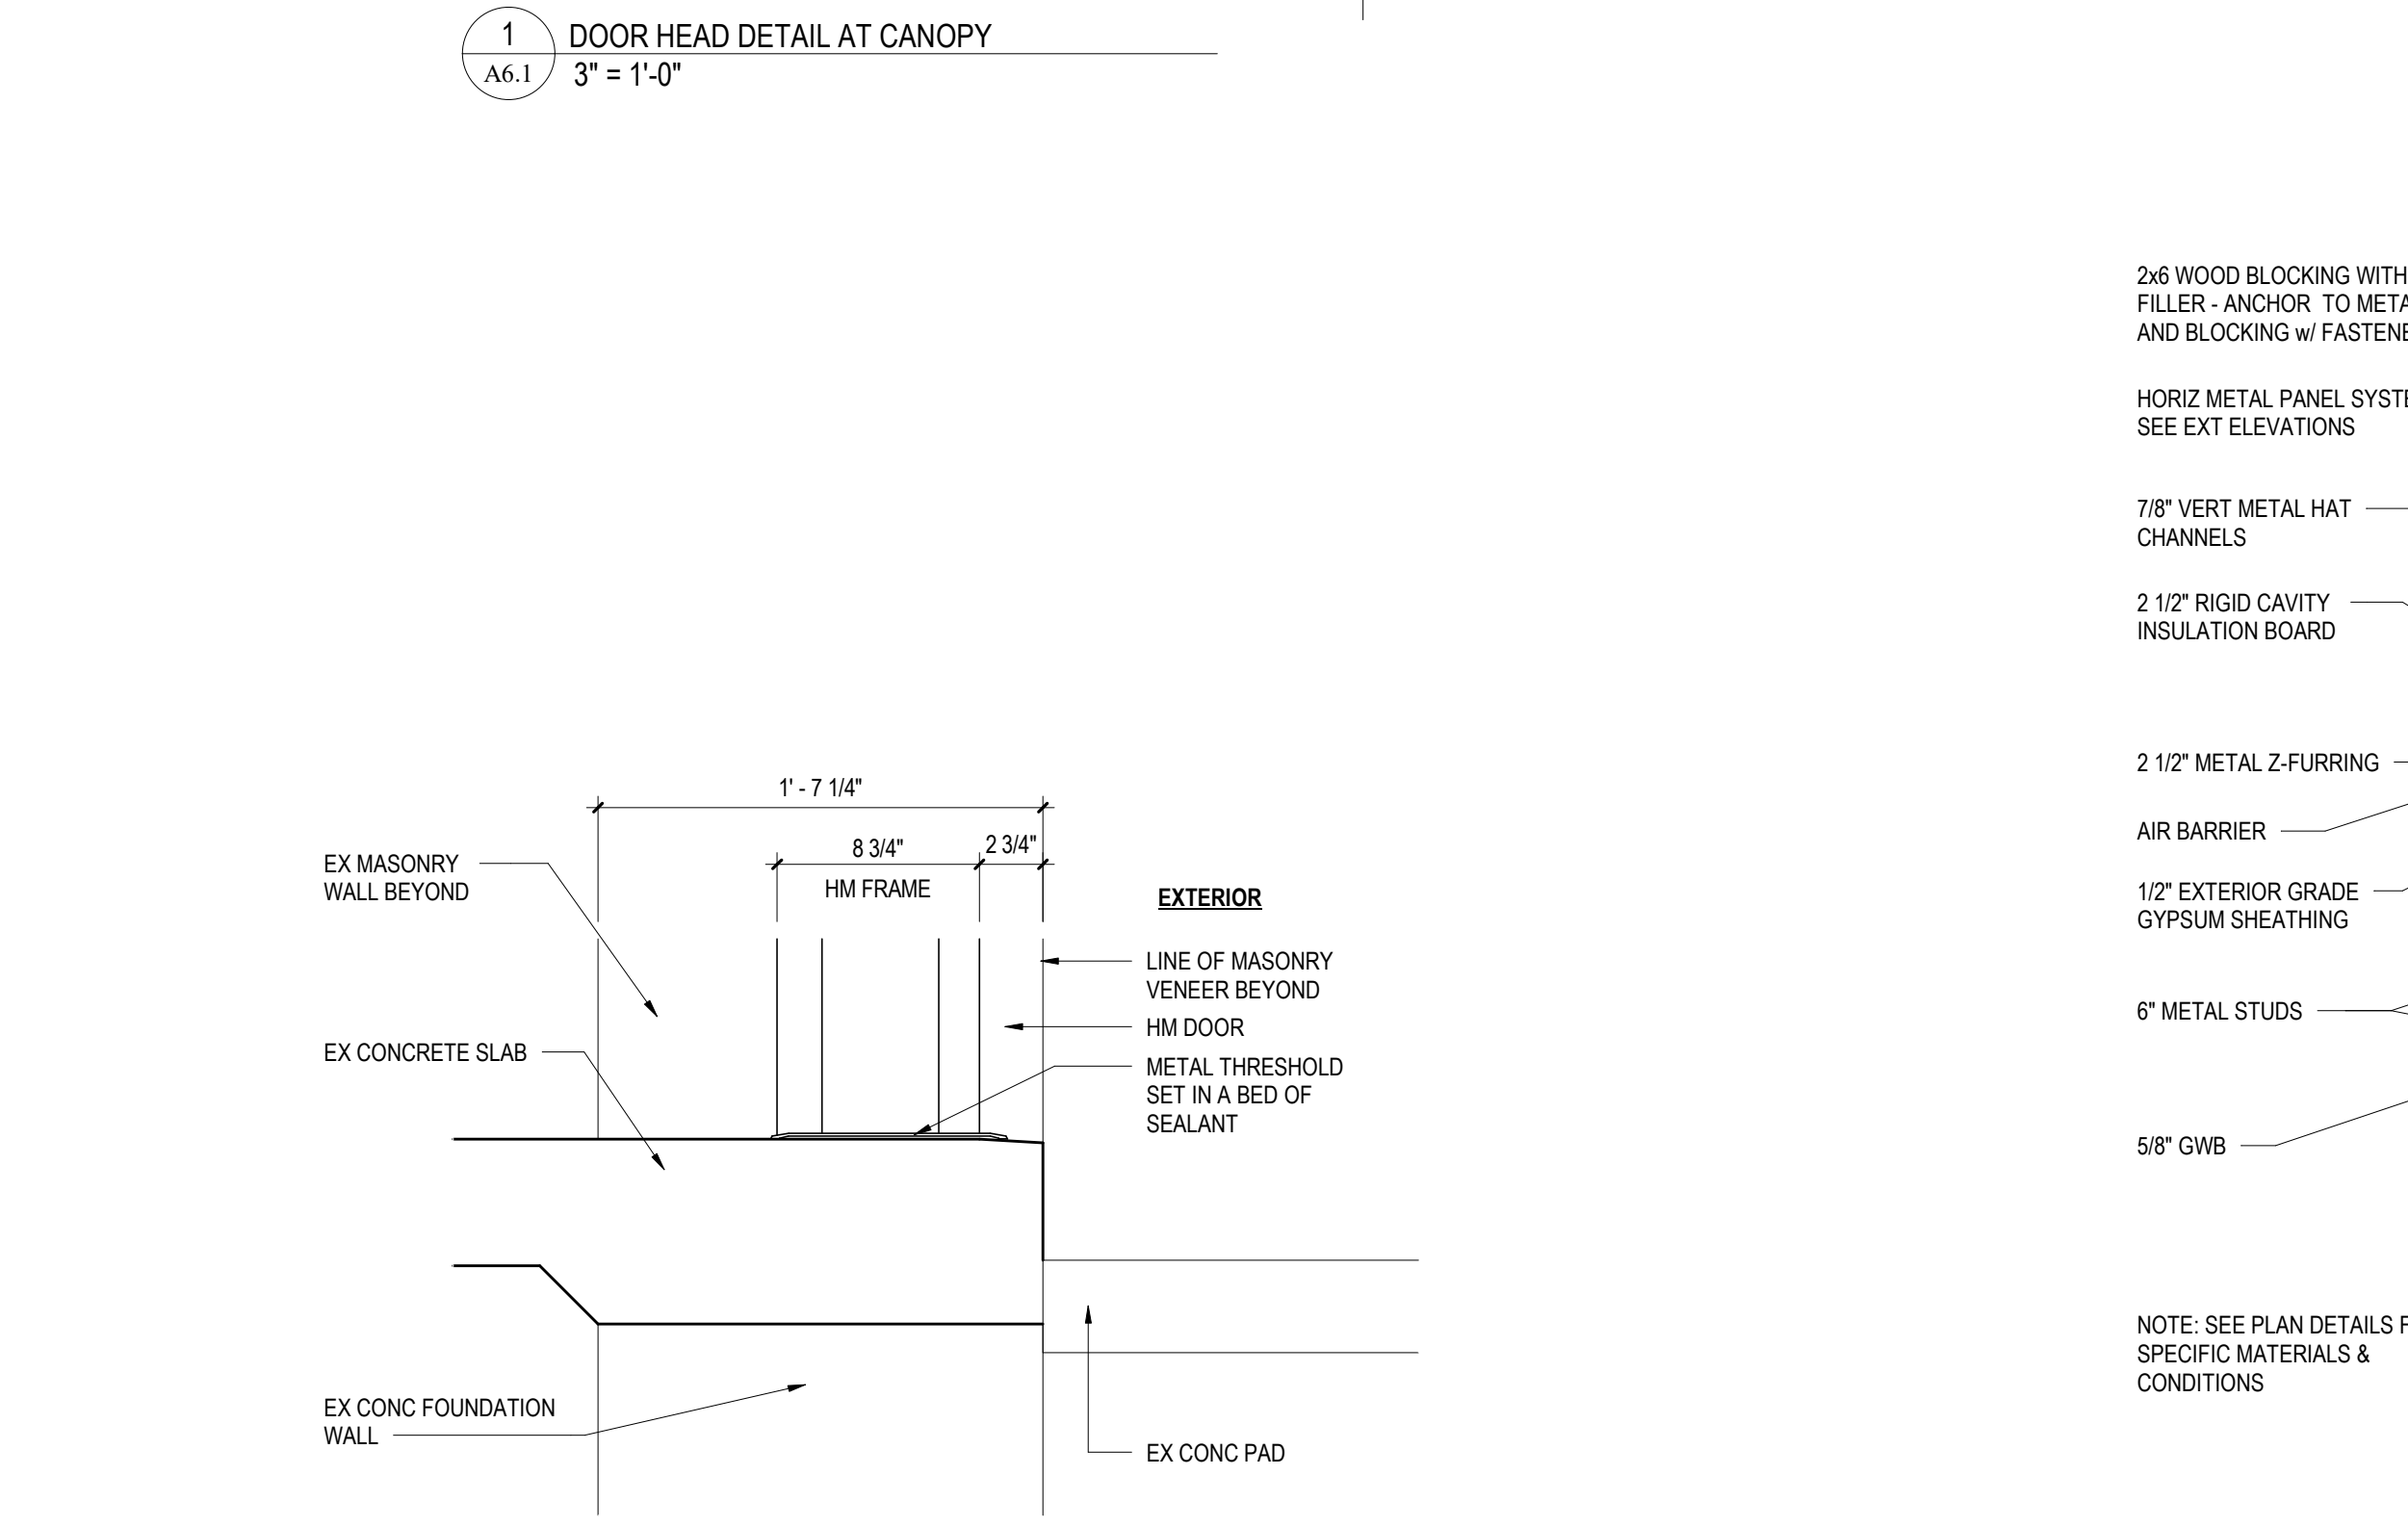 1
A6.1
DOOR HEAD DETAIL AT CANOPY
3" = 1'-0"
1' - 7 1/4"
8 3/4"
2 3/4"
HM FRAME
EX MASONRY
WALL BEYOND
EX CONCRETE SLAB
EX CONC FOUNDATION
WALL
EXTERIOR
LINE OF MASONRY
VENEER BEYOND
HM DOOR
METAL THRESHOLD
SET IN A BED OF
SEALANT
EX CONC PAD
2x6 WOOD BLOCKING WITH
FILLER - ANCHOR TO
AND BLOCKING w/
HORIZ METAL PANEL
SEE EXT ELEVATIONS
7/8" VERT METAL HAT
CHANNELS
2 1/2" RIGID CAVITY
INSULATION BOARD
2 1/2" METAL Z-FURRING
AIR BARRIER
1/2" EXTERIOR GRADE
GYPSUM SHEATHING
6" METAL STUDS
5/8" GWB
NOTE: SEE PLAN DETAILS
SPECIFIC MATERIALS &
CONDITIONS